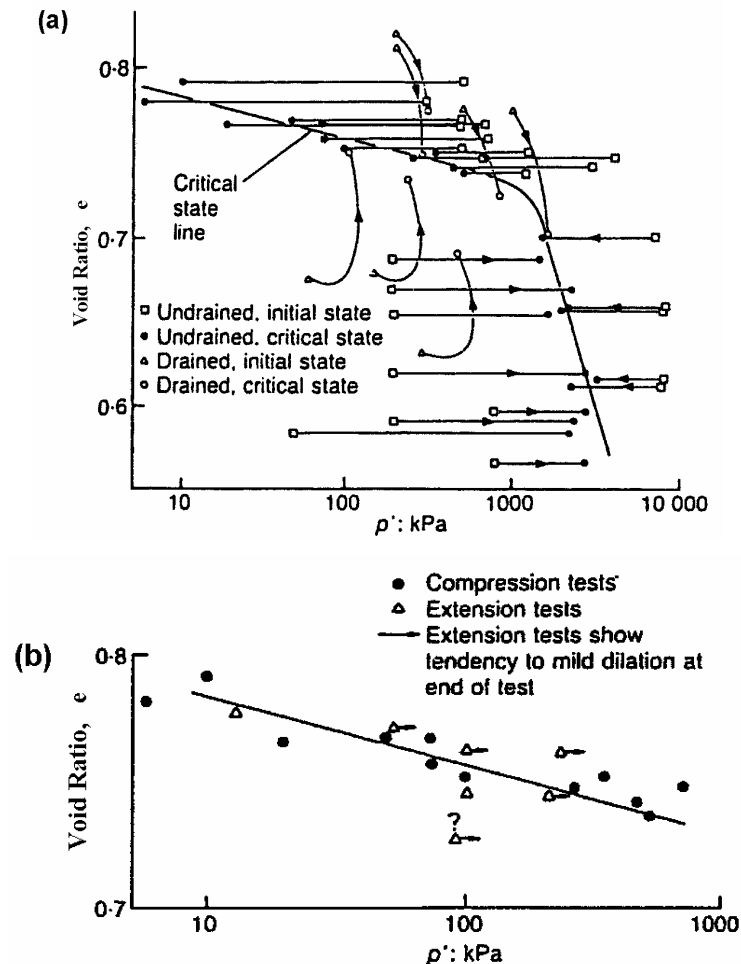 (a)
0·8
0·7
0·6
Void Ratio, e
Critical
state
line
□ Undrained, initial state
• Undrained, critical state
△ Drained, initial state
○ Drained, critical state
10
100
1000
10 000
p': kPa
(b)
● Compression tests
△ Extension tests
Extension tests show
tendency to mild dilation at
end of test
0·8
0·7
Void Ratio, e
?
10
100
1000
p': kPa